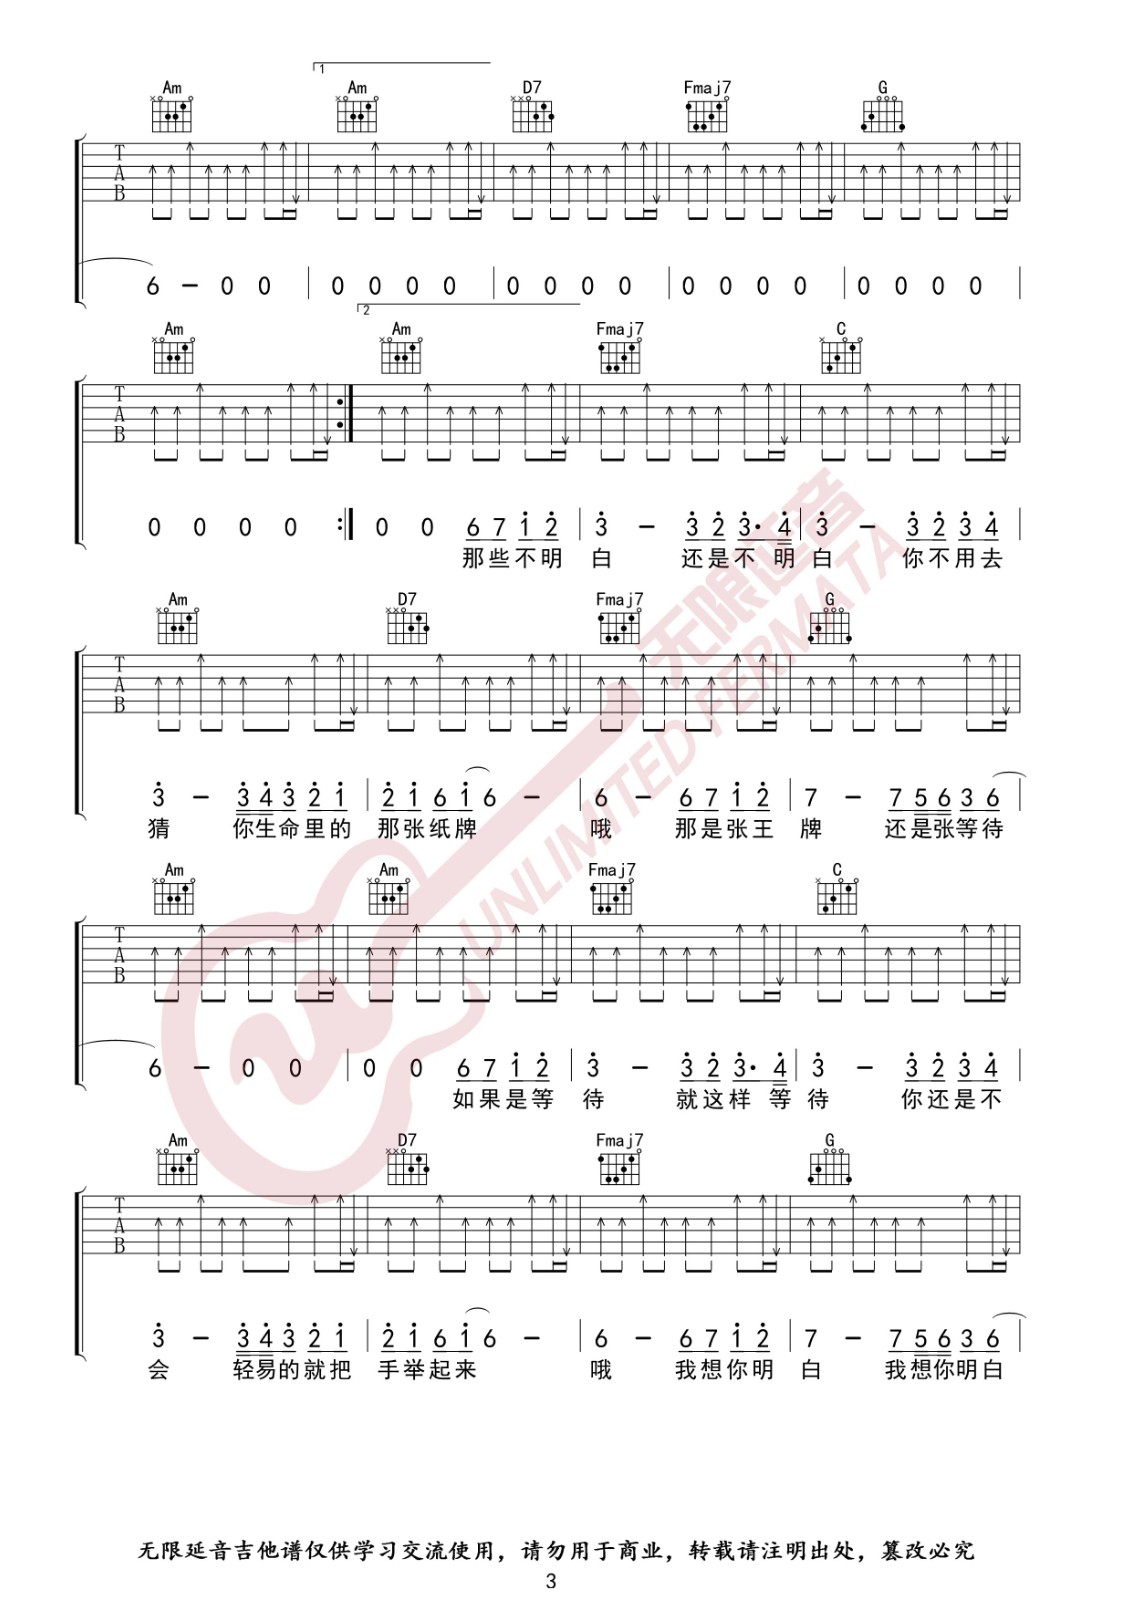 1
Am Am D7 Fmaj7 G
T A B
6 - 0 0 | 0 0 0 0 | 0 0 0 0 | 0 0 0 0 | 0 0 0 0 |
2
Am Am Fmaj7 C
T A B
0 0 0 0 :| 0 0 6 7 1 2 | 3 - 3 2 3· 4 | 3 - 3 2 3 4 |
那些不明 白 还是不 明 白 你不用去
Am D7 Fmaj7 G
T A B
3 - 3 4 3 2 1 | 2 1 6 1 6 - | 6 - 6 7 1 2 | 7 - 7 5 6 3 6 |
猜 你生命里的 那张纸牌 哦 那是张王 牌 还是张等待
Am Am Fmaj7 C
T A B
6 - 0 0 | 0 0 6 7 1 2 | 3 - 3 2 3· 4 | 3 - 3 2 3 4 |
如果是等 待 就这样 等 待 你还是不
Am D7 Fmaj7 G
T A B
3 - 3 4 3 2 1 | 2 1 6 1 6 - | 6 - 6 7 1 2 | 7 - 7 5 6 3 6 |
会 轻易的就把 手举起来 哦 我想你明 白 我想你明白
无限延音
UNLIMITED FERMATA
无限延音吉他谱仅供学习交流使用，请勿用于商业，转载请注明出处，篡改必究
3